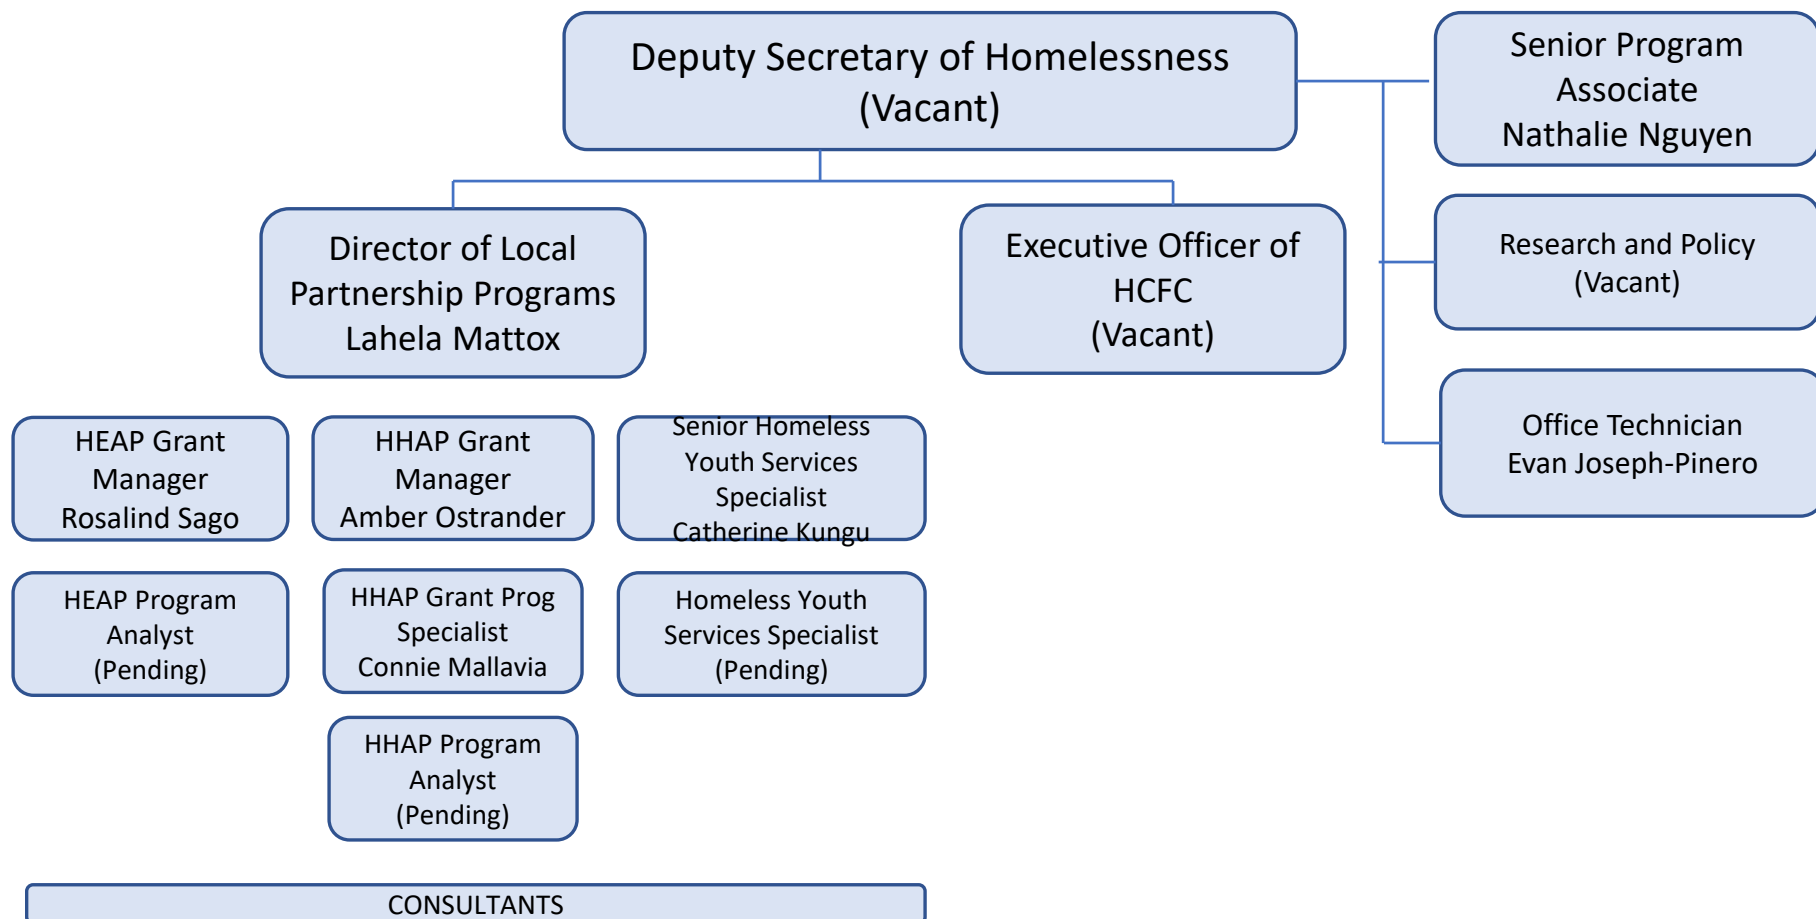 Deputy Secretary of Homelessness
(Vacant)
Senior Program
Associate
Nathalie Nguyen
Director of Local
Partnership Programs
Lahela Mattox
Executive Officer of
HCFC
(Vacant)
Research and Policy
(Vacant)
Office Technician
Evan Joseph-Pinero
HEAP Grant
Manager
Rosalind Sago
HHAP Grant
Manager
Amber Ostrander
Senior Homeless
Youth Services
Specialist
Catherine Kungu
HEAP Program
Analyst
(Pending)
HHAP Grant Prog
Specialist
Connie Mallavia
Homeless Youth
Services Specialist
(Pending)
HHAP Program
Analyst
(Pending)
CONSULTANTS